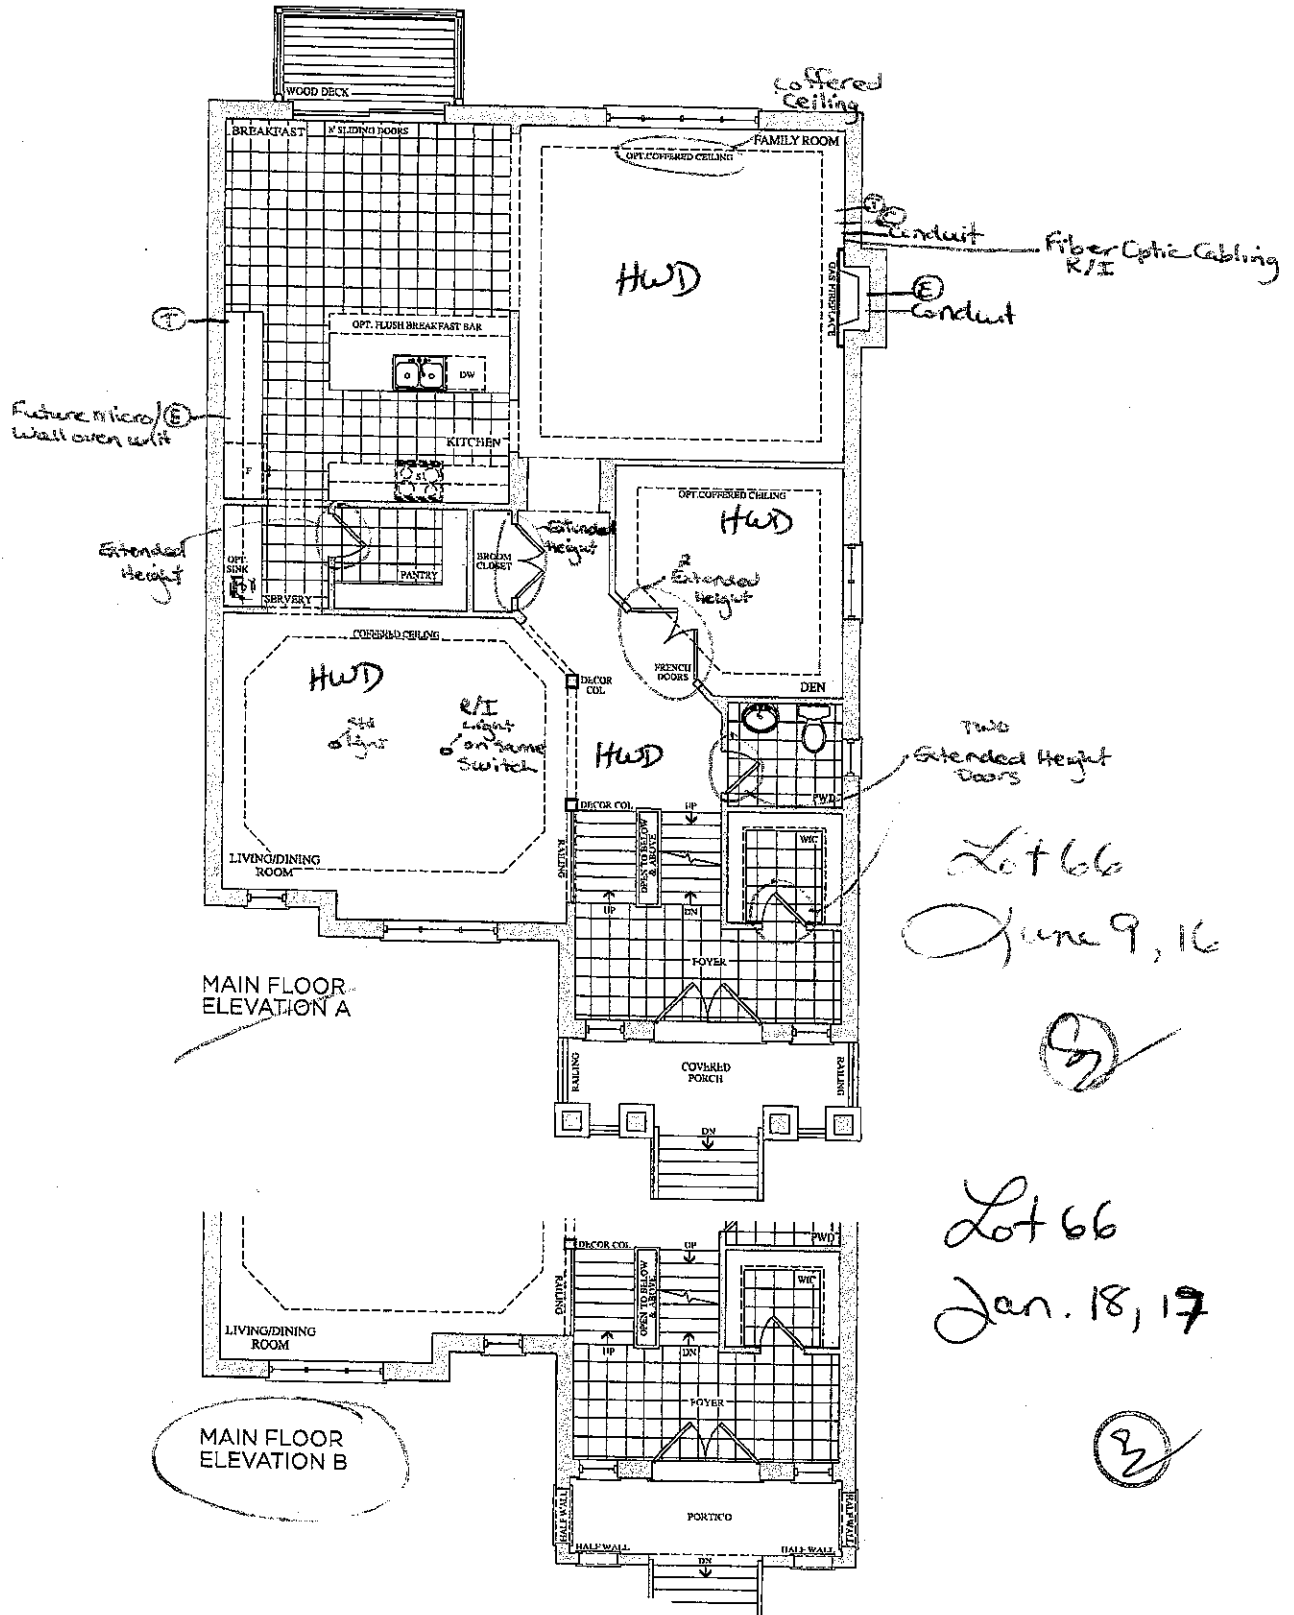 Coffered
Ceiling
WOOD DECK
BREAKFAST
8' SLIDING DOORS
FAMILY ROOM
OPT. COFFERED CEILING
T
Conduit
Fiber Optic Cabling
R/I
HWD
GAS FIREPLACE
E
Conduit
T
OPT. FLUSH BREAKFAST BAR
DW
Future Micro/ E
Wall oven unit
KITCHEN
F
S
OPT. COFFERED CEILING
HWD
Extended
Height
Extended
Height
BROOM
CLOSET
OPT.
SINK
PANTRY
SERVERY
2
Extended
Height
COFFERED CEILING
HWD
FRENCH
DOORS
DEN
DECOR
COL
Std
Light
R/I
Light
on same
Switch
HWD
TWO
Extended Height
Doors
PWD
DECOR COL.
UP
OPEN TO BELOW
& ABOVE
RAILING
WIC
LIVING/DINING
ROOM
UP
DN
Lot 66
June 9, 16
FOYER
MAIN FLOOR
ELEVATION A
RAILING
COVERED
PORCH
RAILING
DN
Lot 66
Jan. 18, 17
DECOR COL.
UP
PWD
RAILING
OPEN TO BELOW
& ABOVE
WIC
LIVING/DINING
ROOM
UP
DN
FOYER
MAIN FLOOR
ELEVATION B
HALF WALL
PORTICO
HALF WALL
HALF WALL
HALF WALL
DN